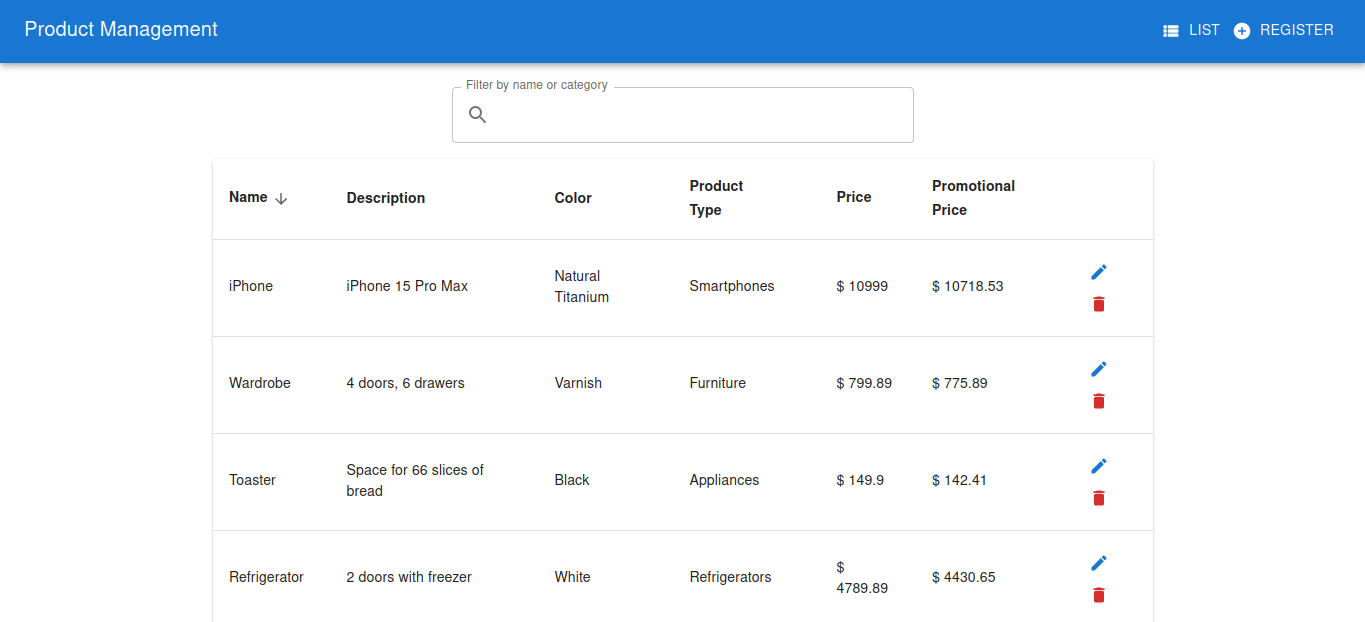 Product Management
LIST
REGISTER
Filter by name or category
Name
Description
Color
Product
Type
Price
Promotional
Price
iPhone
iPhone 15 Pro Max
Natural
Titanium
Smartphones
$ 10999
$ 10718.53
Wardrobe
4 doors, 6 drawers
Varnish
Furniture
$ 799.89
$ 775.89
Toaster
Space for 66 slices of
bread
Black
Appliances
$ 149.9
$ 142.41
Refrigerator
2 doors with freezer
White
Refrigerators
$
4789.89
$ 4430.65